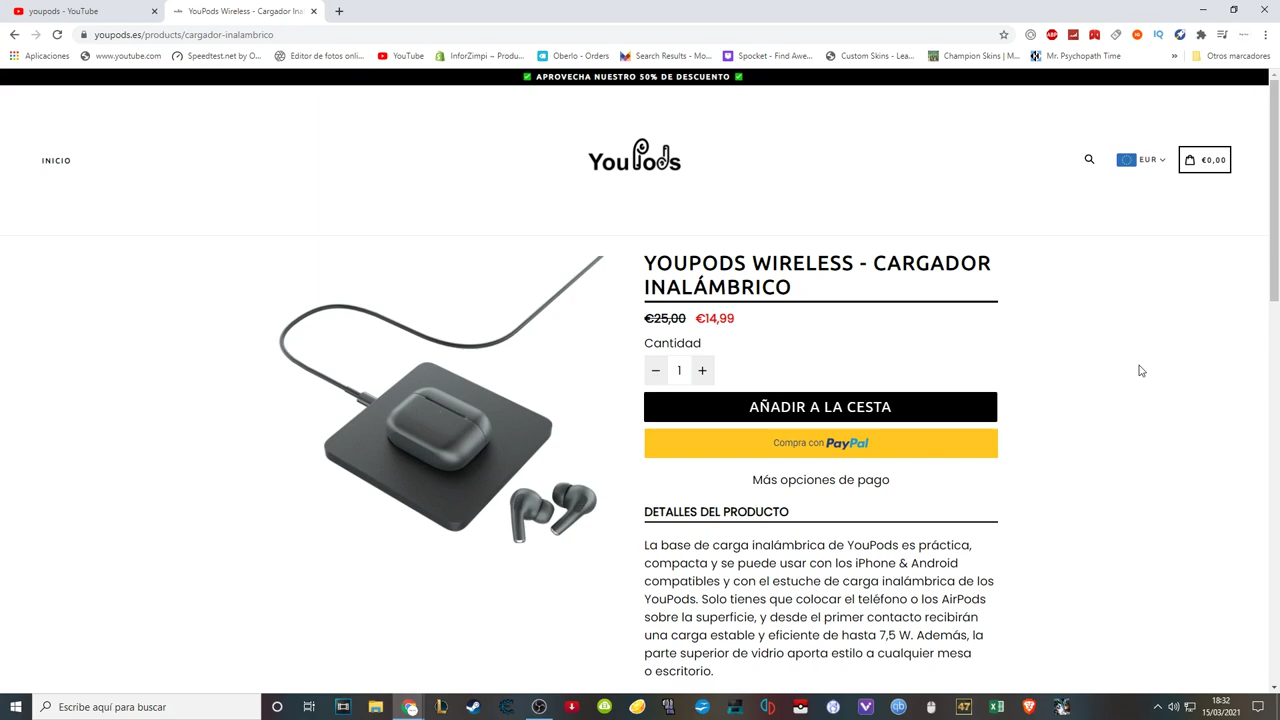 youpods - YouTube
YouPods Wireless - Cargador Ina
youpods.es/products/cargador-inalambrico
Aplicaciones
www.youtube.com
Speedtest.net by O...
Editor de fotos onli...
YouTube
InforZimpi ~ Produ...
Oberlo - Orders
Search Results - Mo...
Spocket - Find Awe...
Custom Skins - Lea...
Champion Skins | M...
Mr. Psychopath Time
Otros marcadores
✅ APROVECHA NUESTRO 50% DE DESCUENTO ✅
INICIO
YouPods
EUR
€0,00
YOUPODS WIRELESS - CARGADOR
INALÁMBRICO
€25,00 €14,99
Cantidad
− 1 +
AÑADIR A LA CESTA
Compra con PayPal
Más opciones de pago
DETALLES DEL PRODUCTO
La base de carga inalámbrica de YouPods es práctica,
compacta y se puede usar con los iPhone & Android
compatibles y con el estuche de carga inalámbrica de los
YouPods. Solo tienes que colocar el teléfono o los AirPods
sobre la superficie, y desde el primer contacto recibirán
una carga estable y eficiente de hasta 7,5 W. Además, la
parte superior de vidrio aporta estilo a cualquier mesa
o escritorio.
Escribe aquí para buscar
18:32
15/03/2021